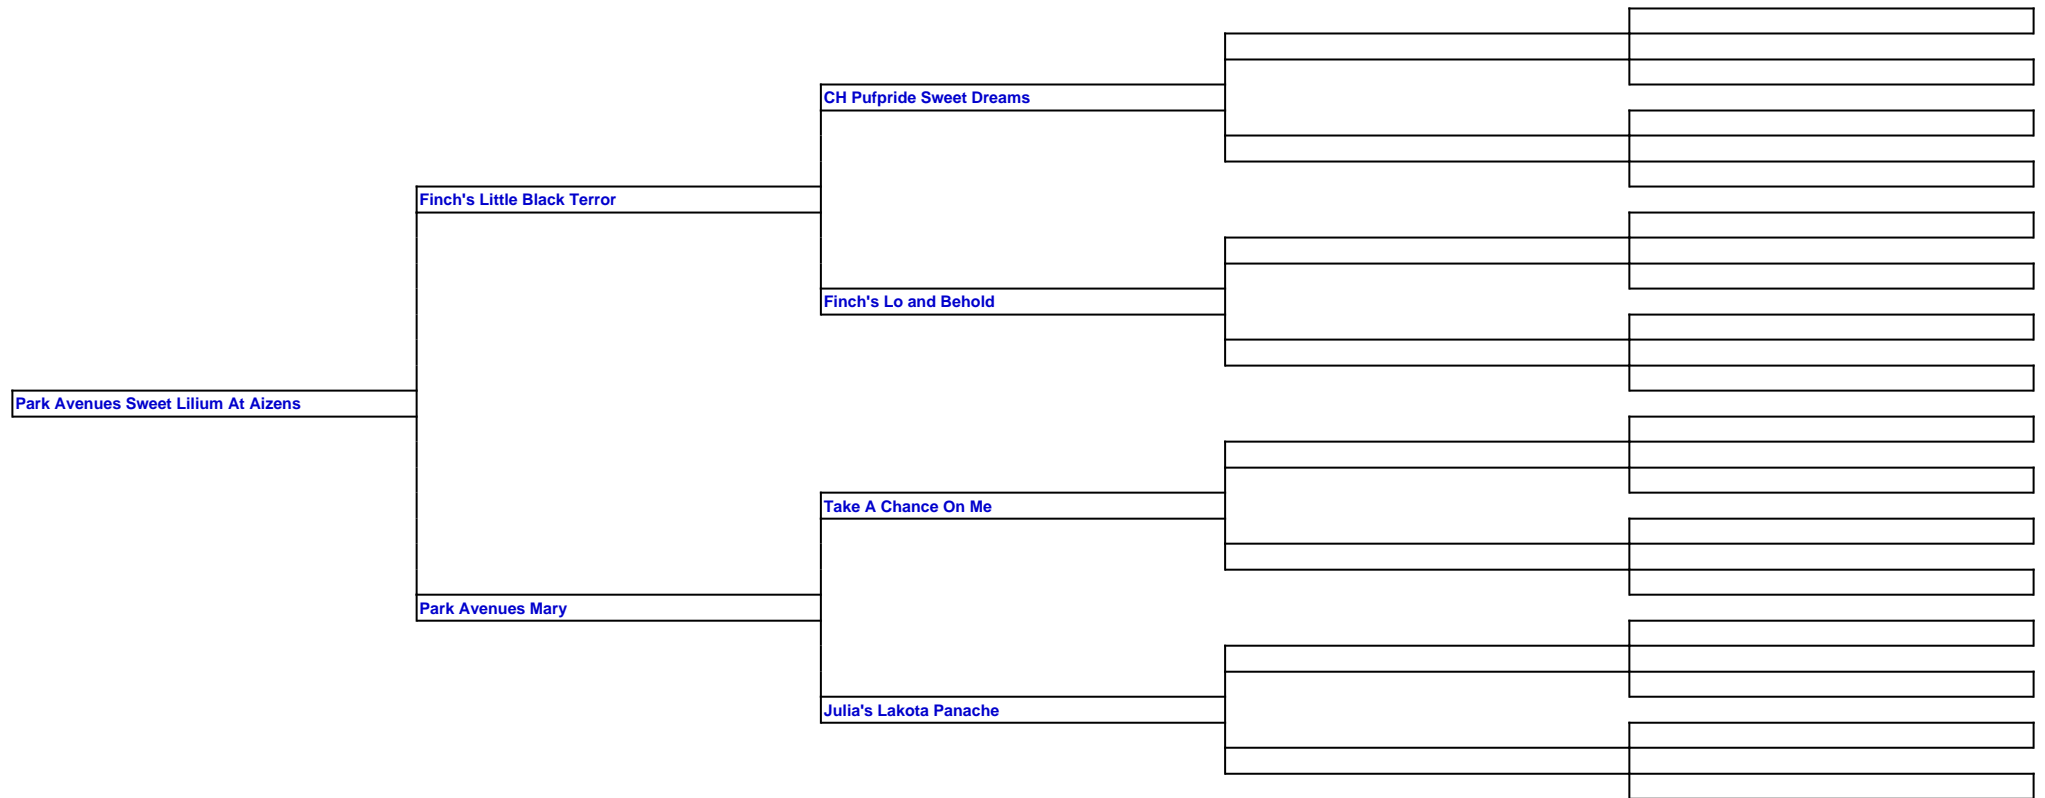 CH Pufpride Sweet Dreams
Finch's Little Black Terror
Finch's Lo and Behold
Park Avenues Sweet Lilium At Aizens
Take A Chance On Me
Park Avenues Mary
Julia's Lakota Panache